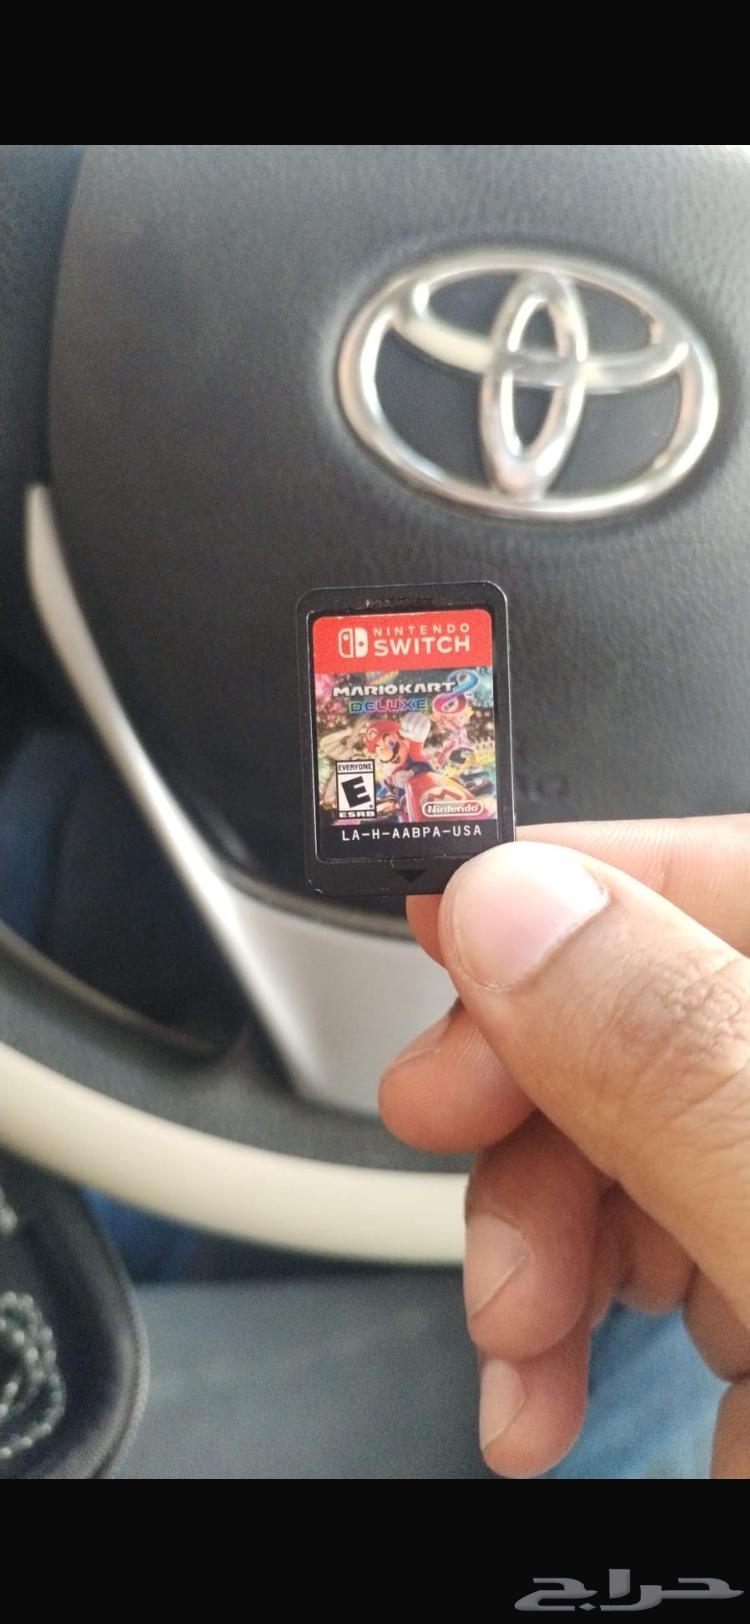 NINTENDO
SWITCH
MARIOKART 8
DELUXE
EVERYONE
E
ESRB
Nintendo
LA-H-AABPA-USA
حراج